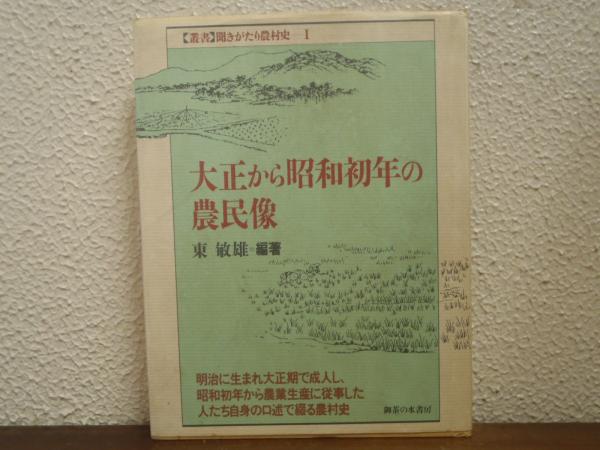 【叢書】聞きがたり農村史—I
大正から昭和初年の
農民像
東 敏雄 編著
明治に生まれ大正期で成人し、
昭和初年から農業生産に従事した
人たち自身の口述で綴る農村史
御茶の水書房